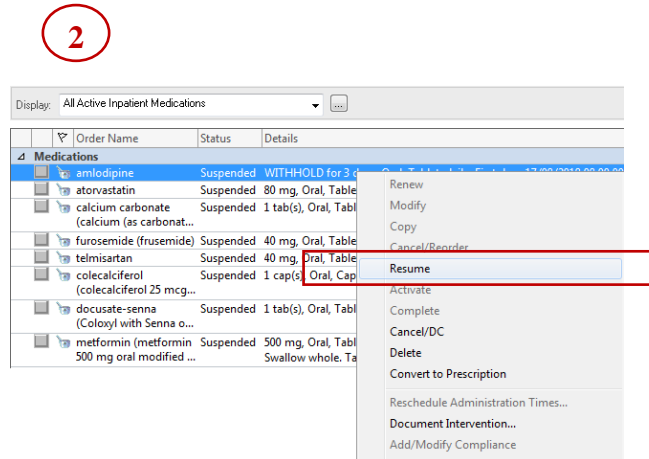 2
Display: All Active Inpatient Medications ...
Order Name Status Details
Medications
amlodipine Suspended WITHHOLD for 3
atorvastatin Suspended 80 mg, Oral, Table
calcium carbonate Suspended 1 tab(s), Oral, Tabl
(calcium (as carbonat...
furosemide (frusemide) Suspended 40 mg, Oral, Table
telmisartan Suspended 40 mg, Oral, Table
colecalciferol Suspended 1 cap(s), Oral, Cap
(colecalciferol 25 mcg...
docusate-senna Suspended 1 tab(s), Oral, Tabl
(Coloxyl with Senna o...
metformin (metformin Suspended 500 mg, Oral, Tabl
500 mg oral modified ... Swallow whole. Ta
Renew
Modify
Copy
Cancel/Reorder
Resume
Activate
Complete
Cancel/DC
Delete
Convert to Prescription
Reschedule Administration Times...
Document Intervention...
Add/Modify Compliance